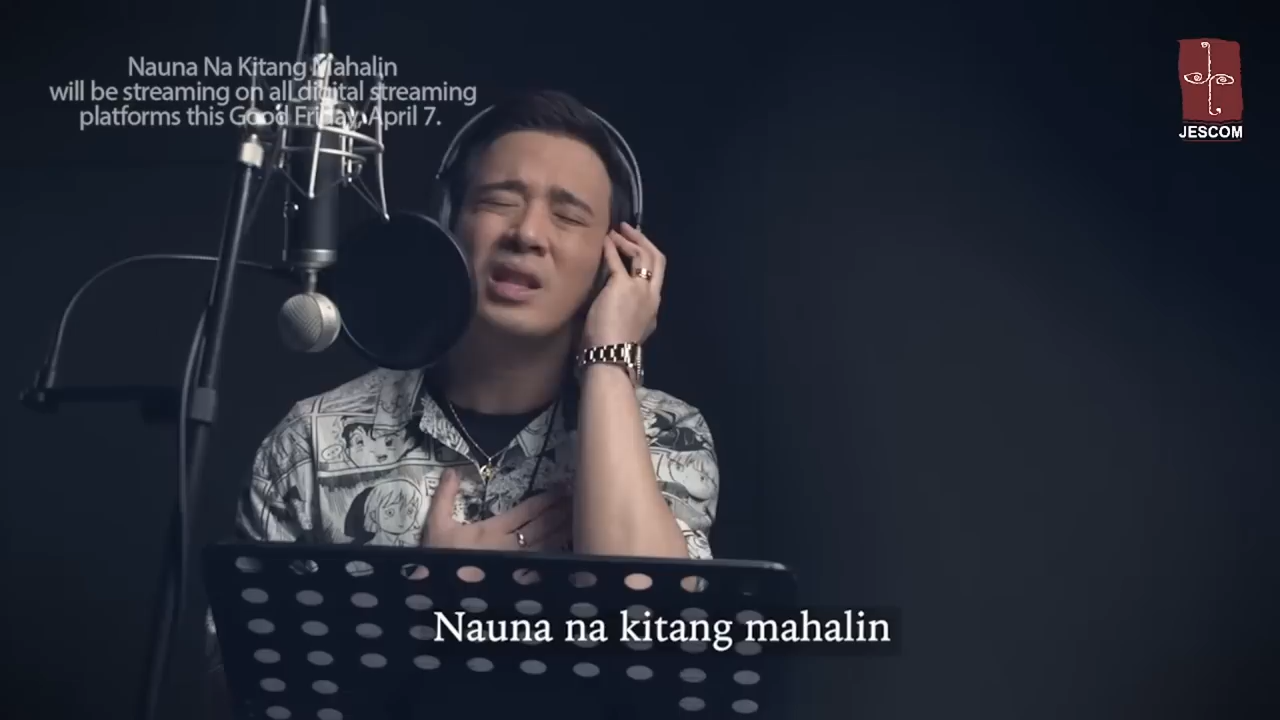 Nauna Na Kitang Mahalin
will be streaming on all digital streaming
platforms this Good Friday, April 7.
JESCOM
Nauna na kitang mahalin